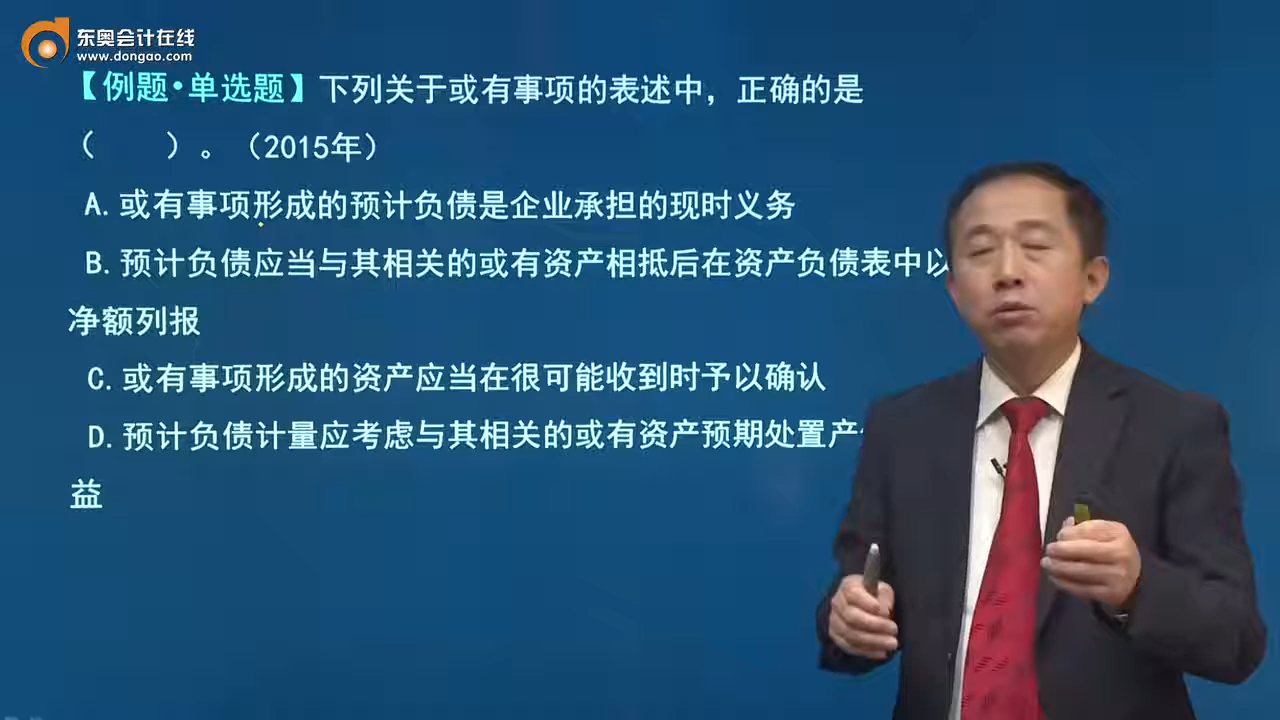 东奥会计在线
www.dongao.com
【例题•单选题】下列关于或有事项的表述中，正确的是
（　　）。（2015年）
A.或有事项形成的预计负债是企业承担的现时义务
B.预计负债应当与其相关的或有资产相抵后在资产负债表中以
净额列报
C.或有事项形成的资产应当在很可能收到时予以确认
D.预计负债计量应考虑与其相关的或有资产预期处置产
益